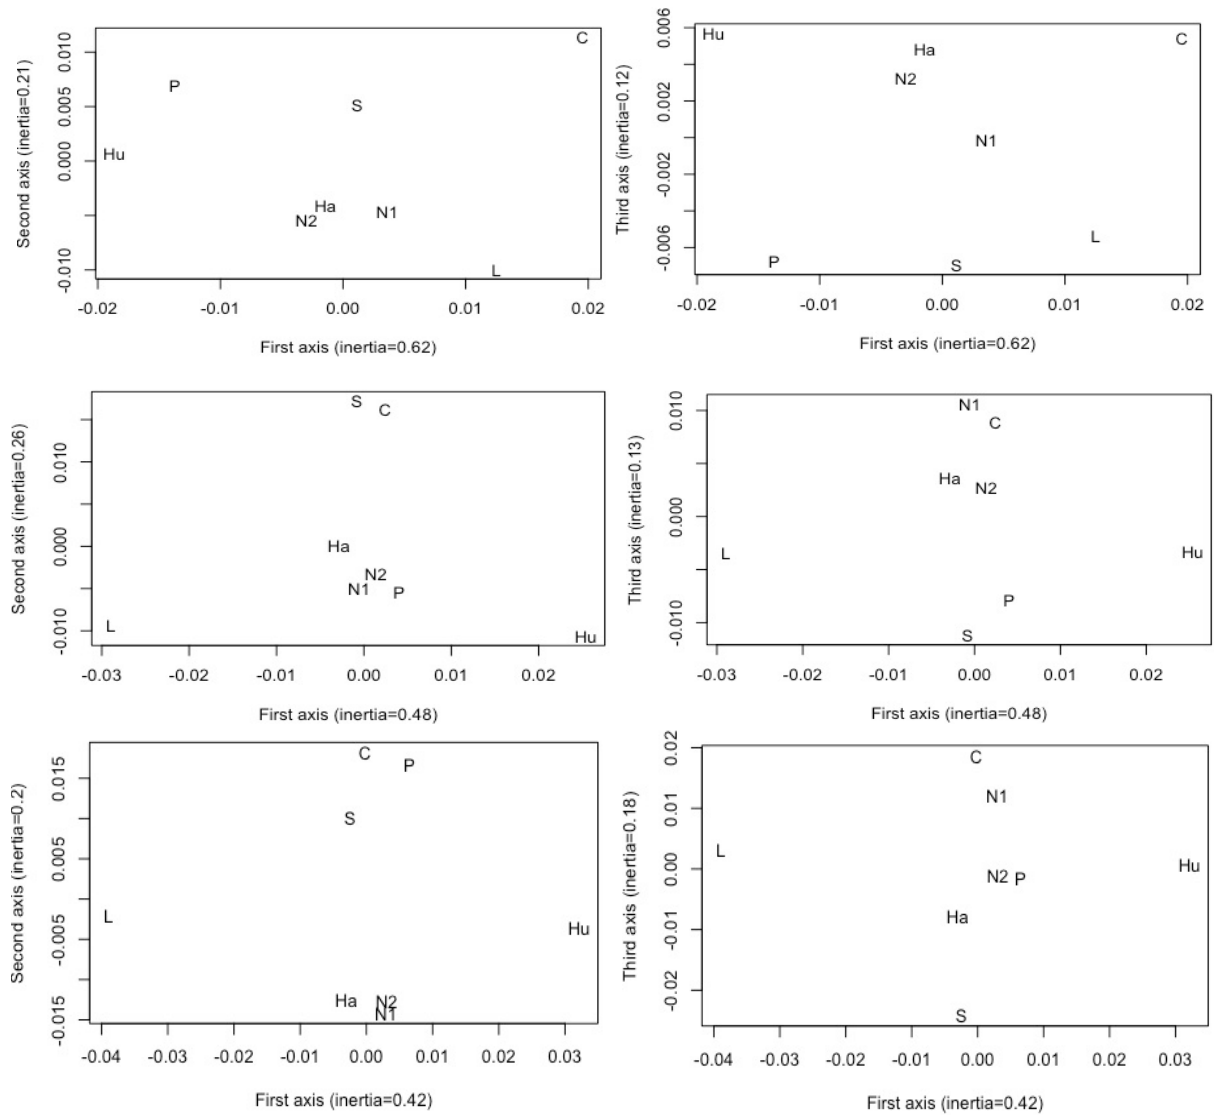 Second axis (inertia=0.21)
0.010
0.005
0.000
-0.010
C
P
S
Hu
Ha
N2
N1
L
-0.02
-0.01
0.00
0.01
0.02
First axis (inertia=0.62)
Third axis (inertia=0.12)
0.006
0.002
-0.002
-0.006
Hu
C
Ha
N2
N1
L
P
S
-0.02
-0.01
0.00
0.01
0.02
First axis (inertia=0.62)
Second axis (inertia=0.26)
0.010
0.000
-0.010
S
C
Ha
N2
N1
P
L
Hu
-0.03
-0.02
-0.01
0.00
0.01
0.02
First axis (inertia=0.48)
Third axis (inertia=0.13)
0.010
0.000
-0.010
N1
C
Ha
N2
L
Hu
P
S
-0.03
-0.02
-0.01
0.00
0.01
0.02
First axis (inertia=0.48)
Second axis (inertia=0.2)
0.015
0.005
-0.005
-0.015
C
P
S
L
Hu
Ha
N2
N1
-0.04
-0.03
-0.02
-0.01
0.00
0.01
0.02
0.03
First axis (inertia=0.42)
Third axis (inertia=0.18)
0.02
0.01
0.00
-0.01
-0.02
C
N1
L
Hu
N2
P
Ha
S
-0.04
-0.03
-0.02
-0.01
0.00
0.01
0.02
0.03
First axis (inertia=0.42)